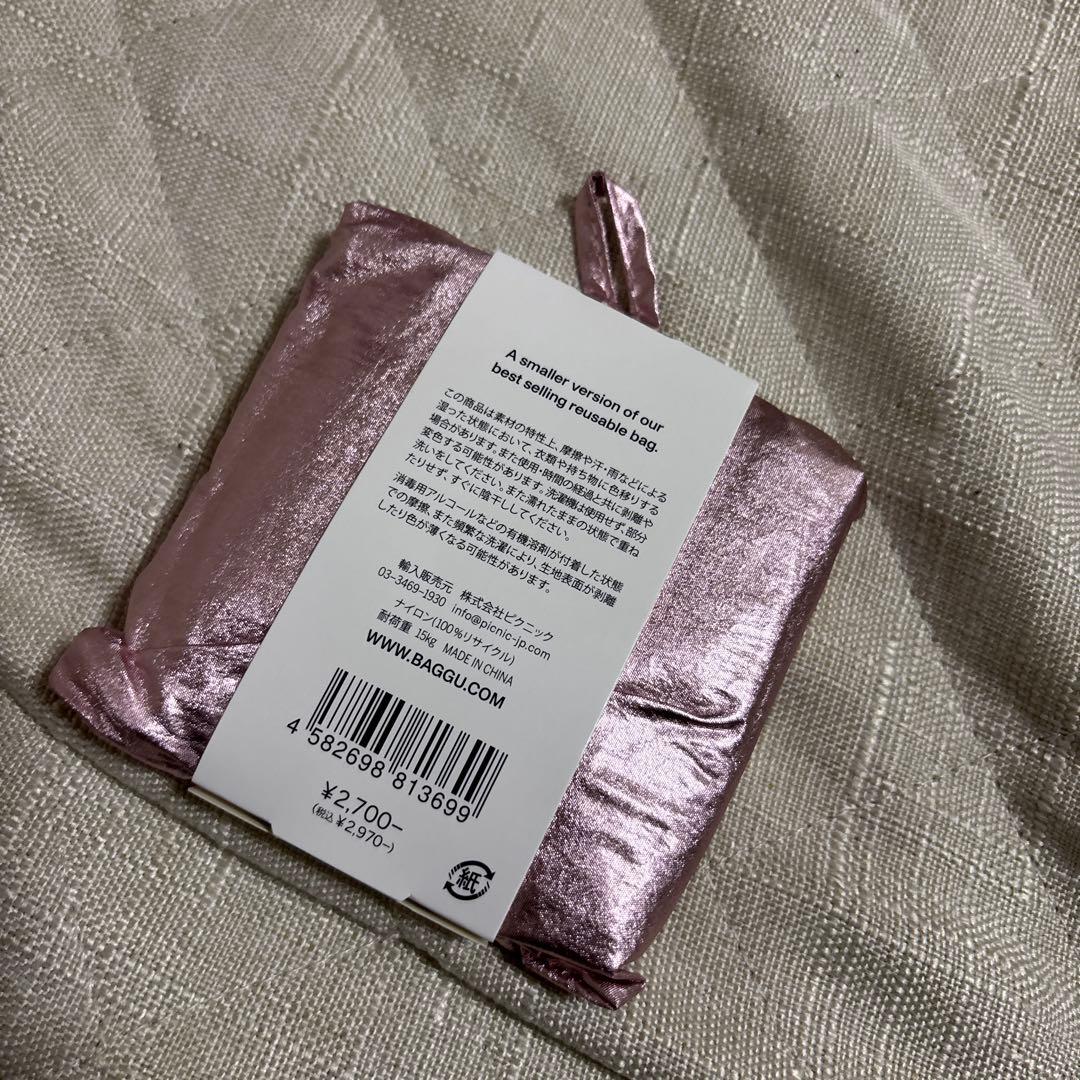 A smaller version of our
best selling reusable bag.
この商品は素材の特性上、摩擦や汗・雨などによる
湿った状態において、衣類や持ち物に色移りする
場合があります。また使用・時間の経過と共に剥離や
変色する可能性があります。洗濯機は使用せず、部分
洗いをしてください。また濡れたままの状態で重ね
たりせず、すぐに陰干ししてください。
消毒用アルコールなどの有機溶剤が付着した状態
での摩擦、また頻繁な洗濯により、生地表面が剥離
したり色が薄くなる可能性があります。
輸入販売元 株式会社ピクニック
03-3469-1930 info@picnic-jp.com
ナイロン(100%リサイクル)
耐荷重 15kg MADE IN CHINA
WWW.BAGGU.COM
4 582698 813699
¥2,700-
(税込 ¥2,970-)
紙